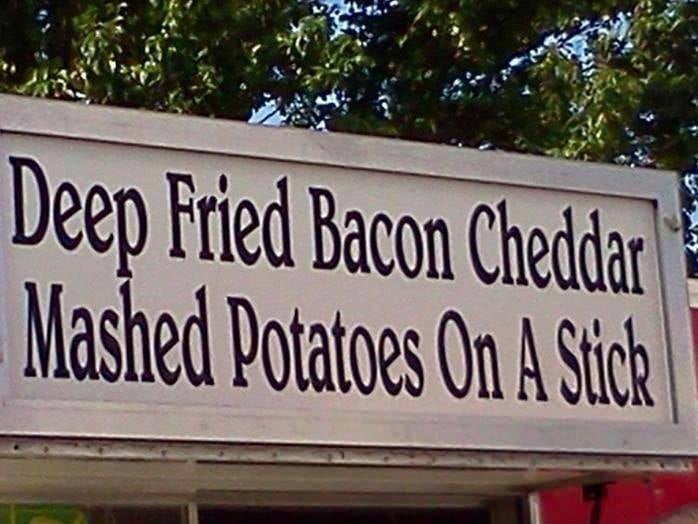 Deep Fried Bacon Cheddar
Mashed Potatoes On A Stick